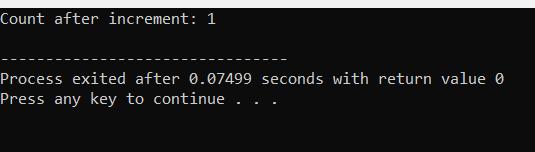 Count after increment: 1
--------------------------------
Process exited after 0.07499 seconds with return value 0
Press any key to continue . . .